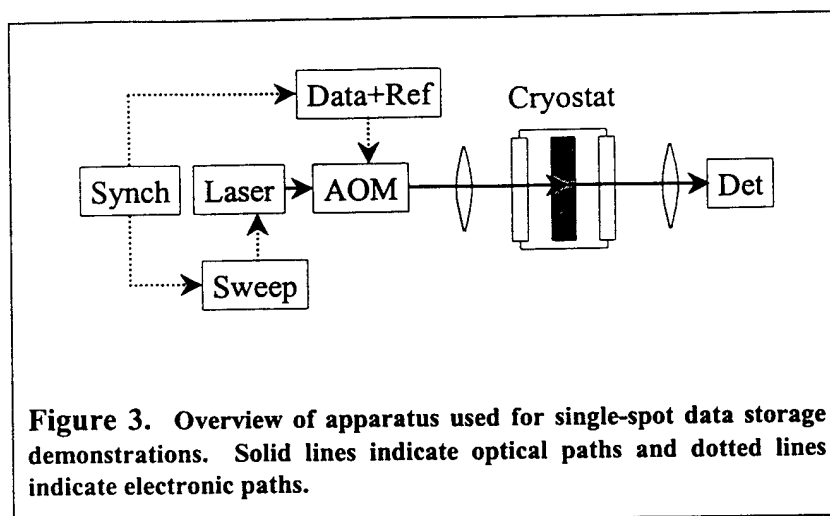 Data+Ref
Cryostat
Synch
Laser
AOM
Det
Sweep
Figure 3. Overview of apparatus used for single-spot data storage
demonstrations. Solid lines indicate optical paths and dotted lines
indicate electronic paths.